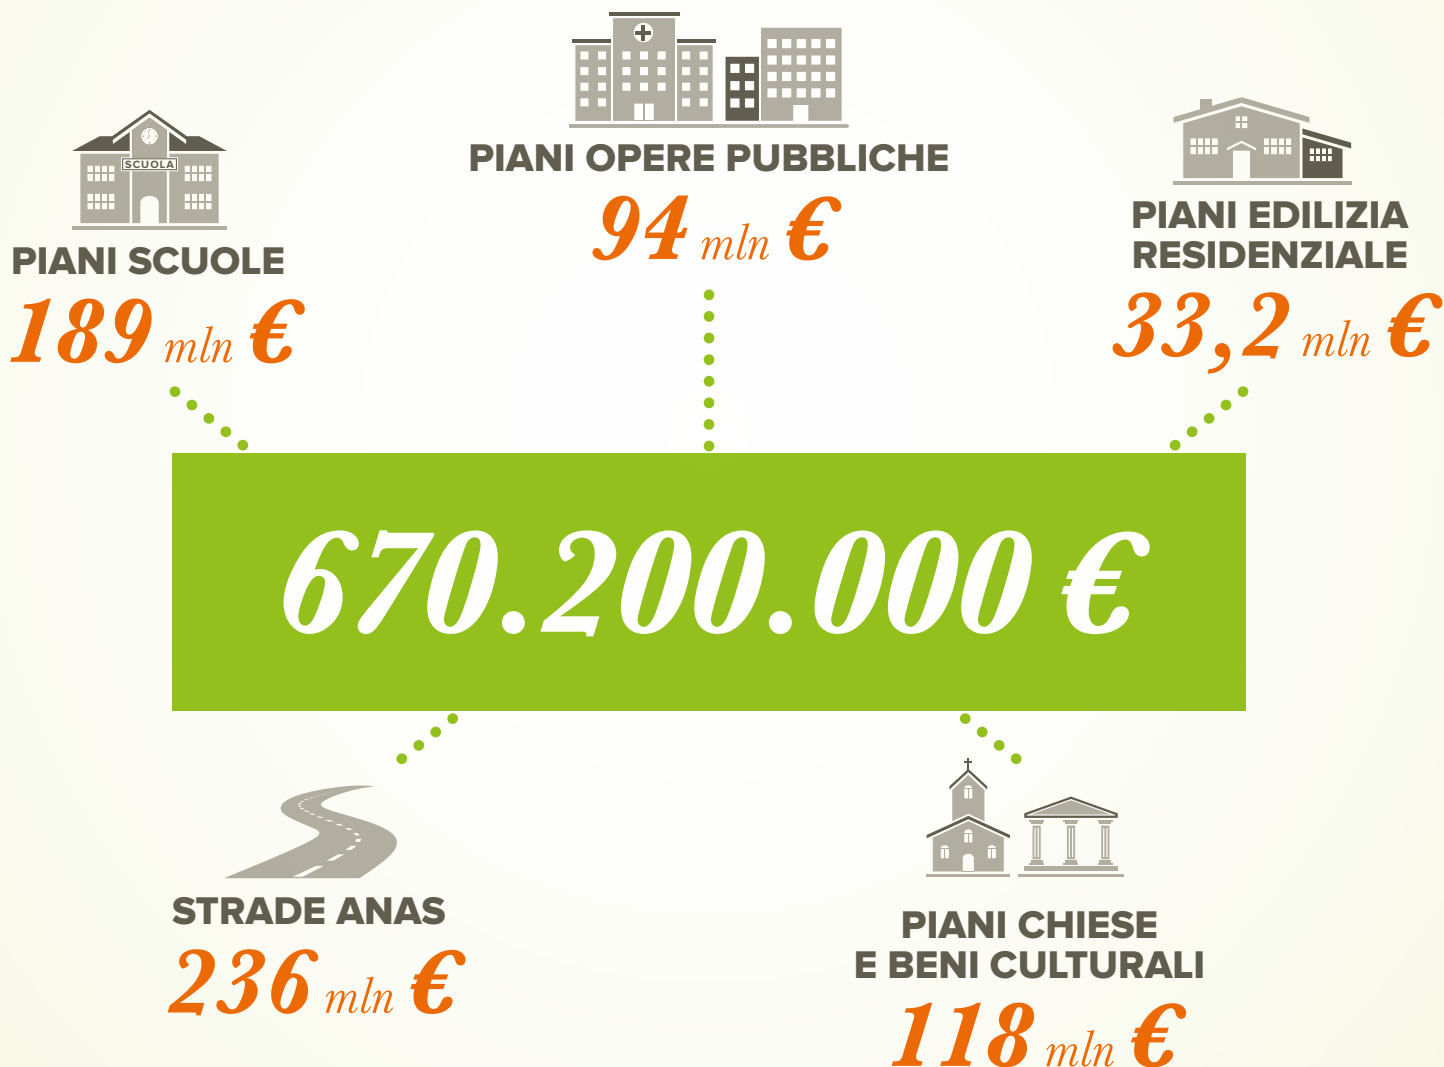 SCUOLA
PIANI SCUOLE
189 mln €
PIANI OPERE PUBBLICHE
94 mln €
PIANI EDILIZIA
RESIDENZIALE
33,2 mln €
670.200.000 €
STRADE ANAS
236 mln €
PIANI CHIESE
E BENI CULTURALI
118 mln €